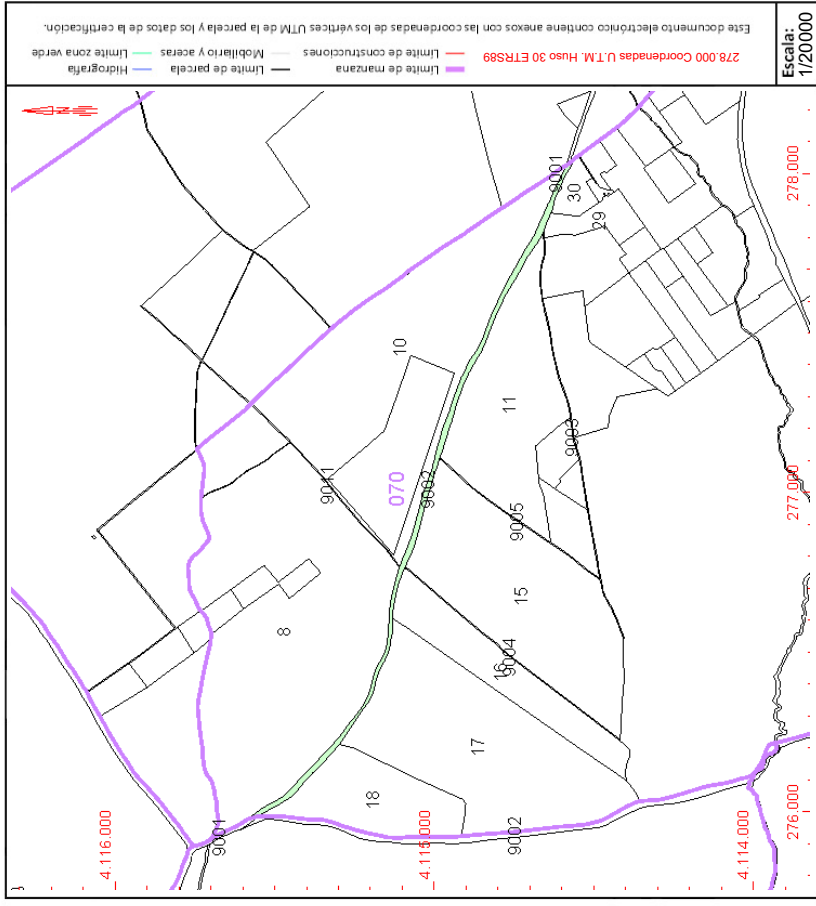 Este documento electrónico contiene anexos con las coordenadas de los vértices UTM de la parcela y los datos de la certificación.
278.000 Coordenadas U.T.M. Huso 30 ETRS89
Límite de manzana
Límite de parcela
Límite de construcciones
Mobiliario y aceras
Límite zona verde
Hidrografía
Escala:
1/20000
4.116.000
4.115.000
4.114.000
276.000
277.000
278.000
9001
9002
18
17
16
9004
15
9005
8
9011
070
9002
10
11
9003
9001
30
29